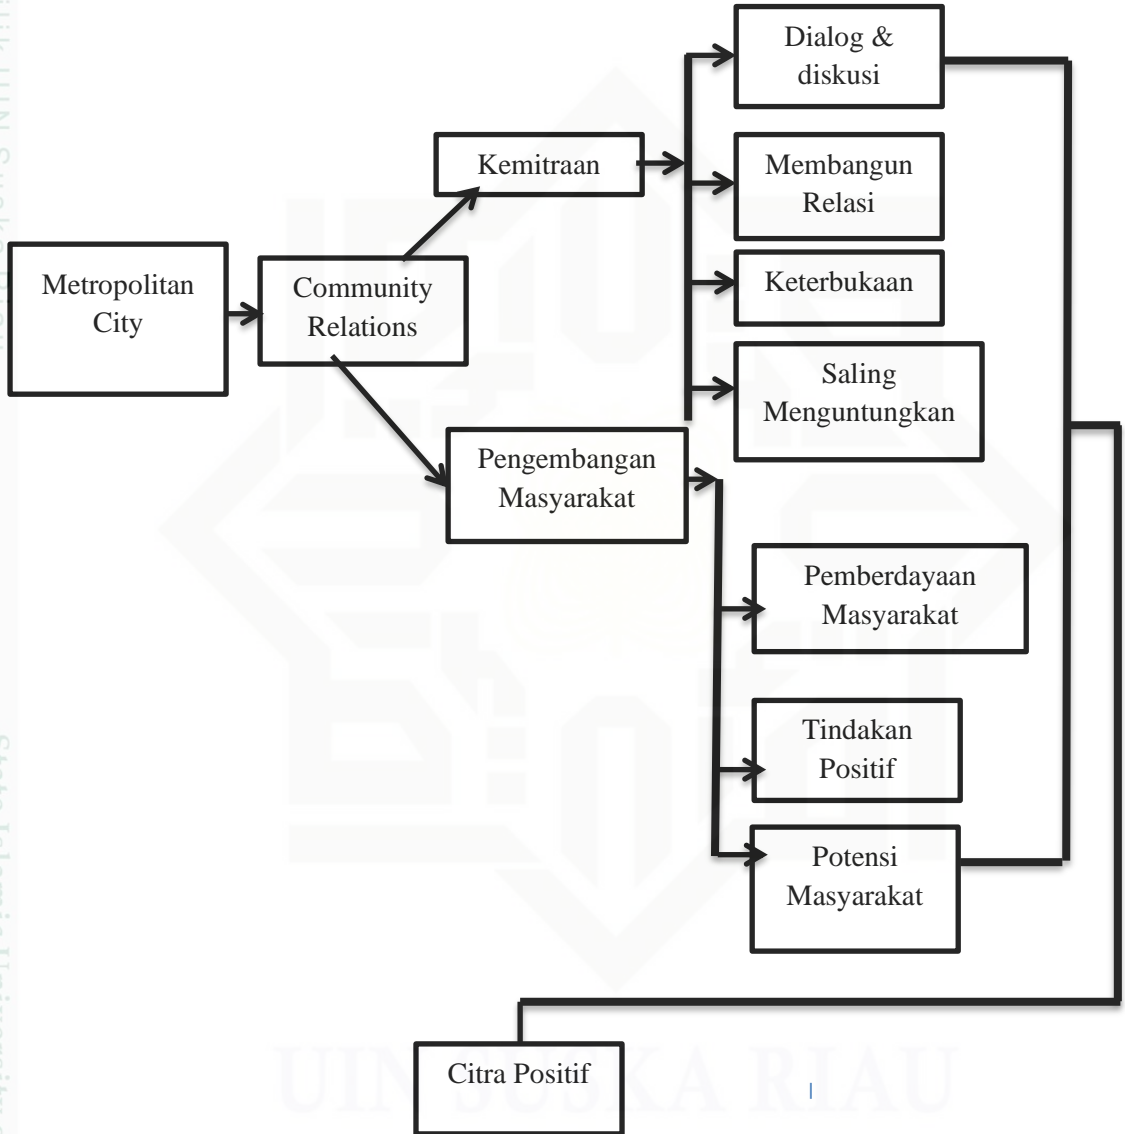 Dialog &
diskusi
Kemitraan
Membangun
Relasi
Metropolitan
City
Community
Relations
Keterbukaan
Saling
Menguntungkan
Pengembangan
Masyarakat
Pemberdayaan
Masyarakat
Tindakan
Positif
Potensi
Masyarakat
Citra Positif
UIN SUSKA RIAU